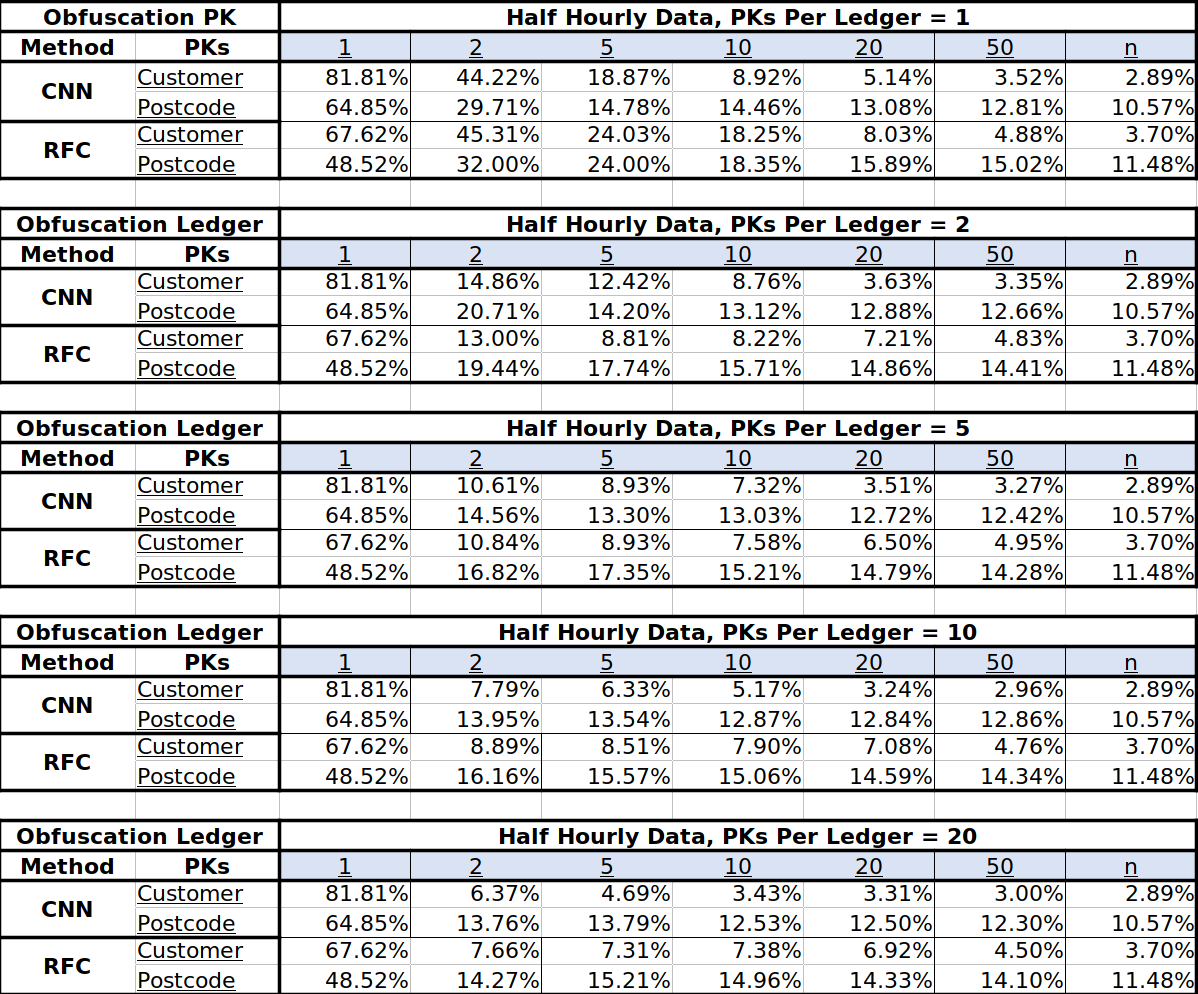 Obfuscation PK Half Hourly Data, PKs Per Ledger = 1
Method PKs 1 2 5 10 20 50 n
CNN Customer 81.81% 44.22% 18.87% 8.92% 5.14% 3.52% 2.89%
Postcode 64.85% 29.71% 14.78% 14.46% 13.08% 12.81% 10.57%
RFC Customer 67.62% 45.31% 24.03% 18.25% 8.03% 4.88% 3.70%
Postcode 48.52% 32.00% 24.00% 18.35% 15.89% 15.02% 11.48%
Obfuscation Ledger Half Hourly Data, PKs Per Ledger = 2
Method PKs 1 2 5 10 20 50 n
CNN Customer 81.81% 14.86% 12.42% 8.76% 3.63% 3.35% 2.89%
Postcode 64.85% 20.71% 14.20% 13.12% 12.88% 12.66% 10.57%
RFC Customer 67.62% 13.00% 8.81% 8.22% 7.21% 4.83% 3.70%
Postcode 48.52% 19.44% 17.74% 15.71% 14.86% 14.41% 11.48%
Obfuscation Ledger Half Hourly Data, PKs Per Ledger = 5
Method PKs 1 2 5 10 20 50 n
CNN Customer 81.81% 10.61% 8.93% 7.32% 3.51% 3.27% 2.89%
Postcode 64.85% 14.56% 13.30% 13.03% 12.72% 12.42% 10.57%
RFC Customer 67.62% 10.84% 8.93% 7.58% 6.50% 4.95% 3.70%
Postcode 48.52% 16.82% 17.35% 15.21% 14.79% 14.28% 11.48%
Obfuscation Ledger Half Hourly Data, PKs Per Ledger = 10
Method PKs 1 2 5 10 20 50 n
CNN Customer 81.81% 7.79% 6.33% 5.17% 3.24% 2.96% 2.89%
Postcode 64.85% 13.95% 13.54% 12.87% 12.84% 12.86% 10.57%
RFC Customer 67.62% 8.89% 8.51% 7.90% 7.08% 4.76% 3.70%
Postcode 48.52% 16.16% 15.57% 15.06% 14.59% 14.34% 11.48%
Obfuscation Ledger Half Hourly Data, PKs Per Ledger = 20
Method PKs 1 2 5 10 20 50 n
CNN Customer 81.81% 6.37% 4.69% 3.43% 3.31% 3.00% 2.89%
Postcode 64.85% 13.76% 13.79% 12.53% 12.50% 12.30% 10.57%
RFC Customer 67.62% 7.66% 7.31% 7.38% 6.92% 4.50% 3.70%
Postcode 48.52% 14.27% 15.21% 14.96% 14.33% 14.10% 11.48%